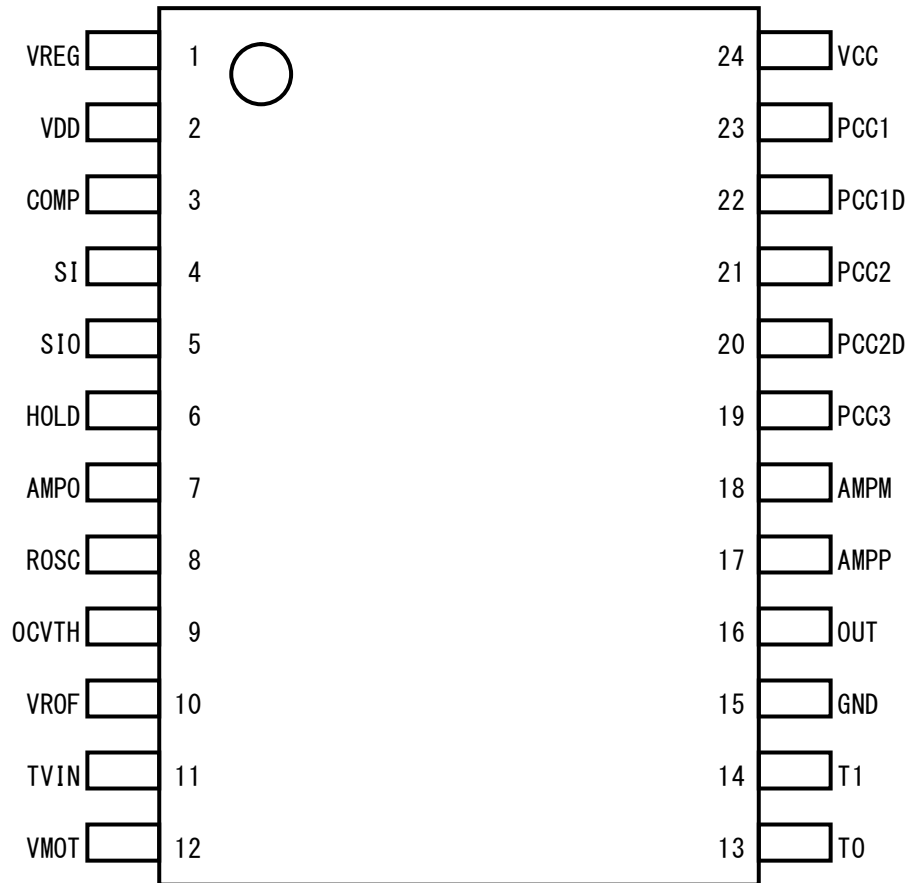 VREG 1 24 VCC
VDD 2 23 PCC1
COMP 3 22 PCC1D
SI 4 21 PCC2
SIO 5 20 PCC2D
HOLD 6 19 PCC3
AMPO 7 18 AMPM
ROSC 8 17 AMPP
OCVTH 9 16 OUT
VROF 10 15 GND
TVIN 11 14 T1
VMOT 12 13 TO